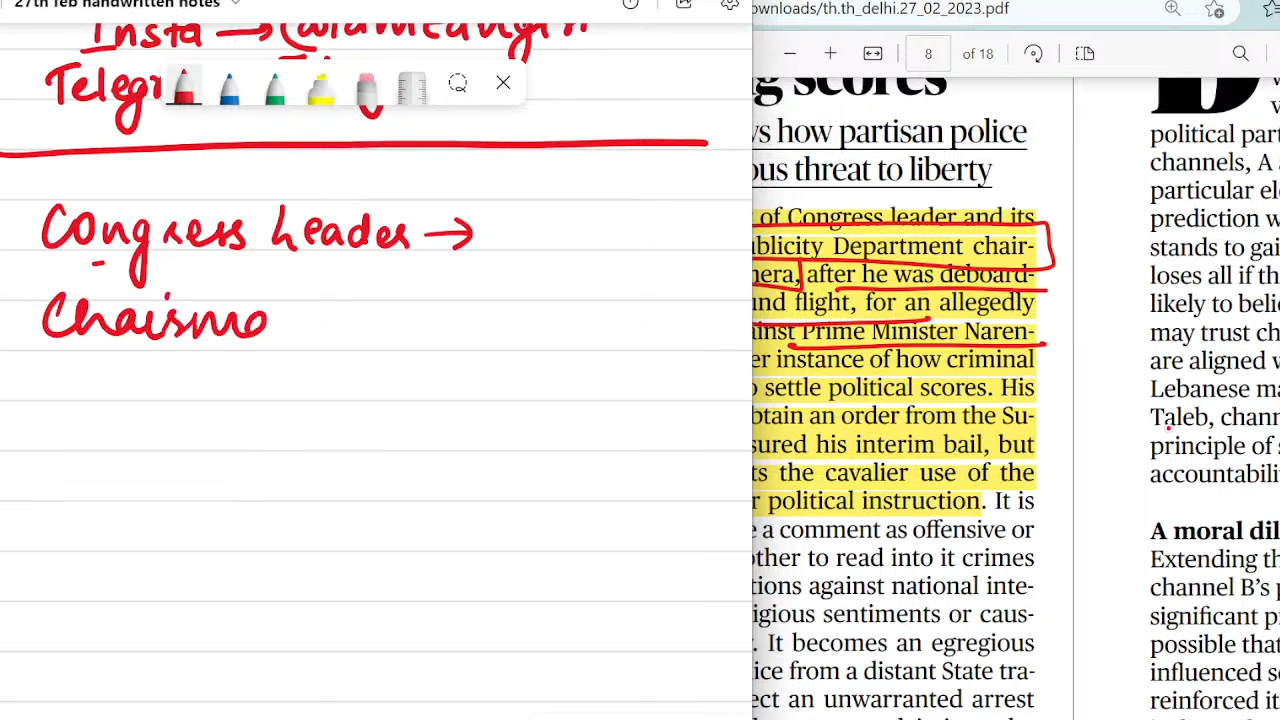 27th feb handwritten notes
Insta →
Telegr
Congress Leader →
Chairma
ownloads/th.th_delhi.27_02_2023.pdf
8 of 18
g scores
vs how partisan police
ous threat to liberty
of Congress leader and its
ublicity Department chair-
hera, after he was deboard-
und flight, for an allegedly
ainst Prime Minister Naren-
er instance of how criminal
o settle political scores. His
btain an order from the Su-
sured his interim bail, but
ts the cavalier use of the
r political instruction. It is
e a comment as offensive or
other to read into it crimes
tions against national inte-
igious sentiments or caus-
. It becomes an egregious
ice from a distant State tra-
ect an unwarranted arrest
political part
channels, A a
particular ele
prediction w
stands to gai
loses all if th
likely to belie
may trust ch
are aligned w
Lebanese ma
Taleb, chann
principle of s
accountabilit
A moral dil
Extending th
channel B's p
significant pr
possible that
influenced so
reinforced it